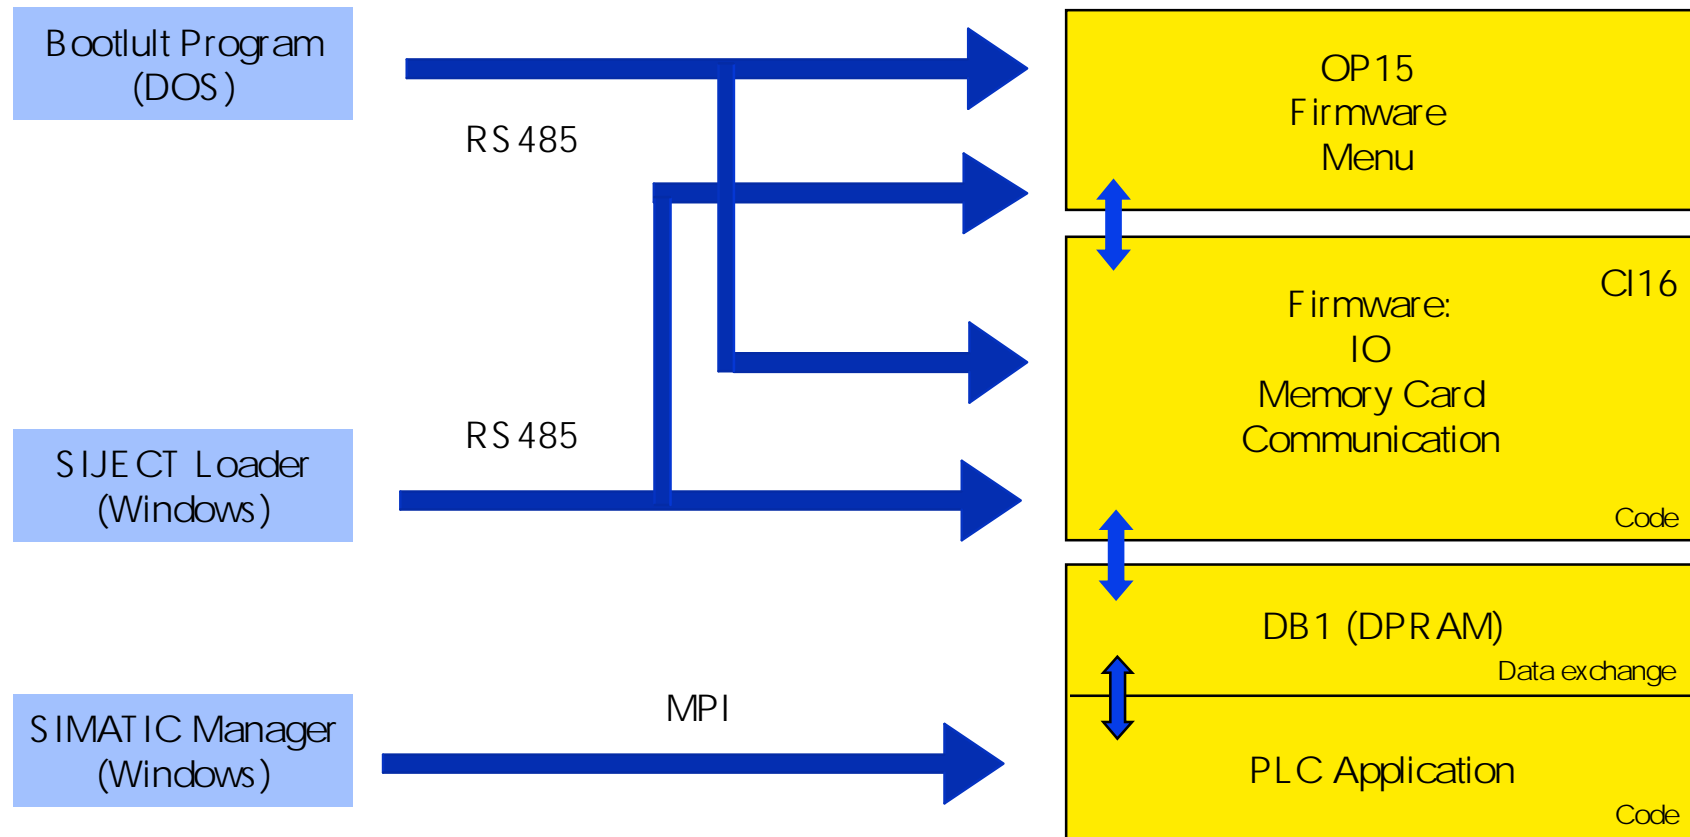 Bootlult Program
(DOS)
RS485
OP15
Firmware
Menu
CI16
Firmware:
IO
Memory Card
Communication
Code
RS485
SIJECT Loader
(Windows)
DB1 (DPRAM)
Data exchange
MPI
SIMATIC Manager
(Windows)
PLC Application
Code